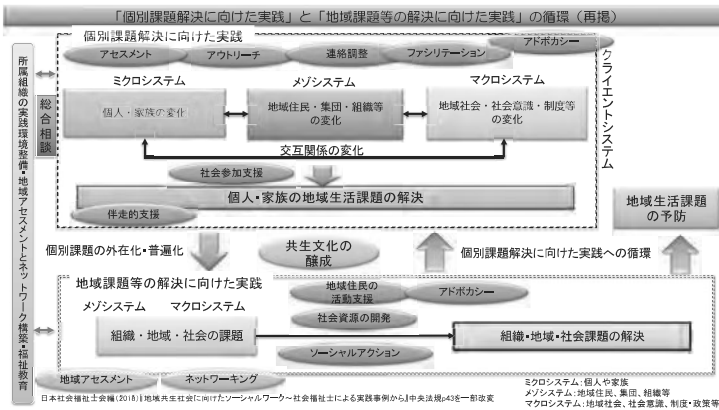 「個別課題解決に向けた実践」と「地域課題等の解決に向けた実践」の循環（再掲）
個別課題解決に向けた実践
アセスメント
アウトリーチ
連絡調整
ファシリテーション
アドボカシー
クライエントシステム
所属組織の実践環境整備・地域アセスメントとネットワーク構築・福祉教育
総合相談
ミクロシステム
メゾシステム
マクロシステム
個人・家族の変化
地域住民・集団・組織等
の変化
地域社会・社会意識・制度等
の変化
交互関係の変化
社会参加支援
個人・家族の地域生活課題の解決
伴走的支援
地域生活課題
の予防
個別課題の外在化・普遍化
共生文化の
醸成
個別課題解決に向けた実践への循環
地域課題等の解決に向けた実践
メゾシステム
マクロシステム
地域住民の
活動支援
アドボカシー
社会資源の開発
組織・地域・社会の課題
組織・地域・社会課題の解決
ソーシャルアクション
地域アセスメント
ネットワーキング
ミクロシステム：個人や家族
メゾシステム：地域住民、集団、組織等
マクロシステム：地域社会、社会意識、制度・政策等
日本社会福祉士会編(2018)『地域共生社会に向けたソーシャルワーク～社会福祉士による実践事例から』中央法規p43を一部改変